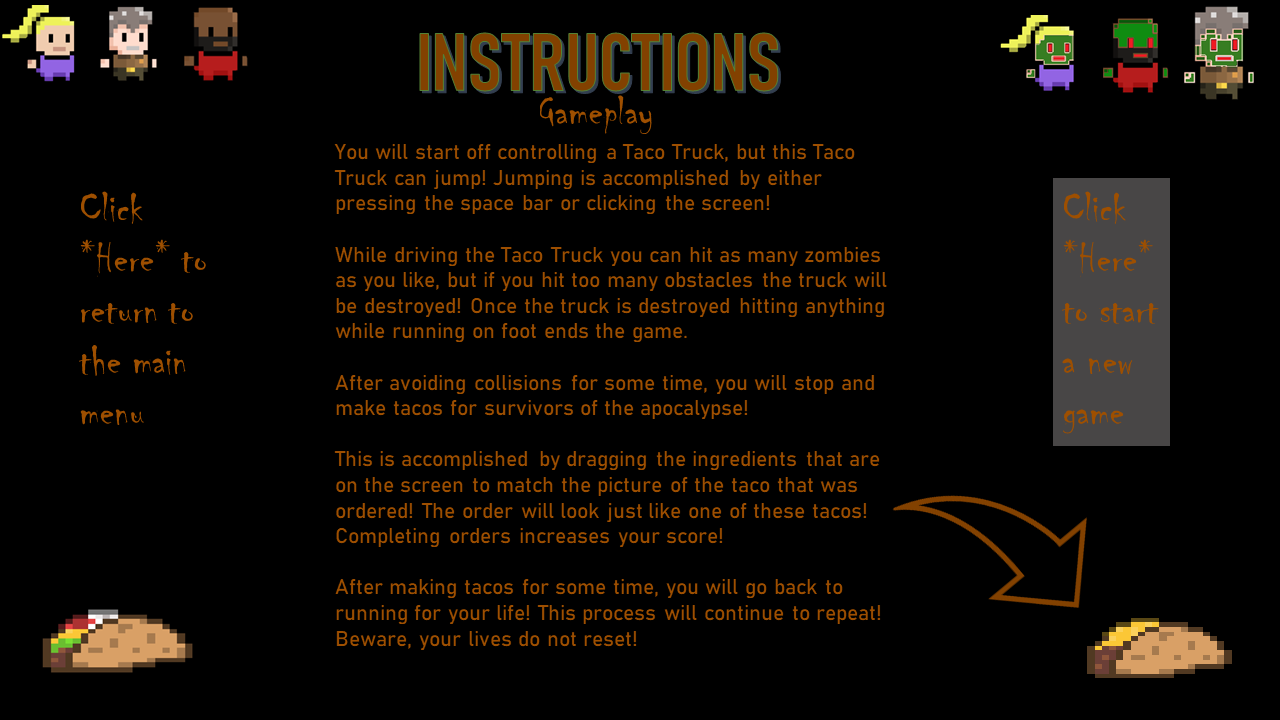 INSTRUCTIONS
Gameplay
You will start off controlling a Taco Truck, but this Taco
Truck can jump! Jumping is accomplished by either
pressing the space bar or clicking the screen!
While driving the Taco Truck you can hit as many zombies
as you like, but if you hit too many obstacles the truck will
be destroyed! Once the truck is destroyed hitting anything
while running on foot ends the game.
After avoiding collisions for some time, you will stop and
make tacos for survivors of the apocalypse!
This is accomplished by dragging the ingredients that are
on the screen to match the picture of the taco that was
ordered! The order will look just like one of these tacos!
Completing orders increases your score!
After making tacos for some time, you will go back to
running for your life! This process will continue to repeat!
Beware, your lives do not reset!
Click
*Here* to
return to
the main
menu
Click
*Here*
to start
a new
game